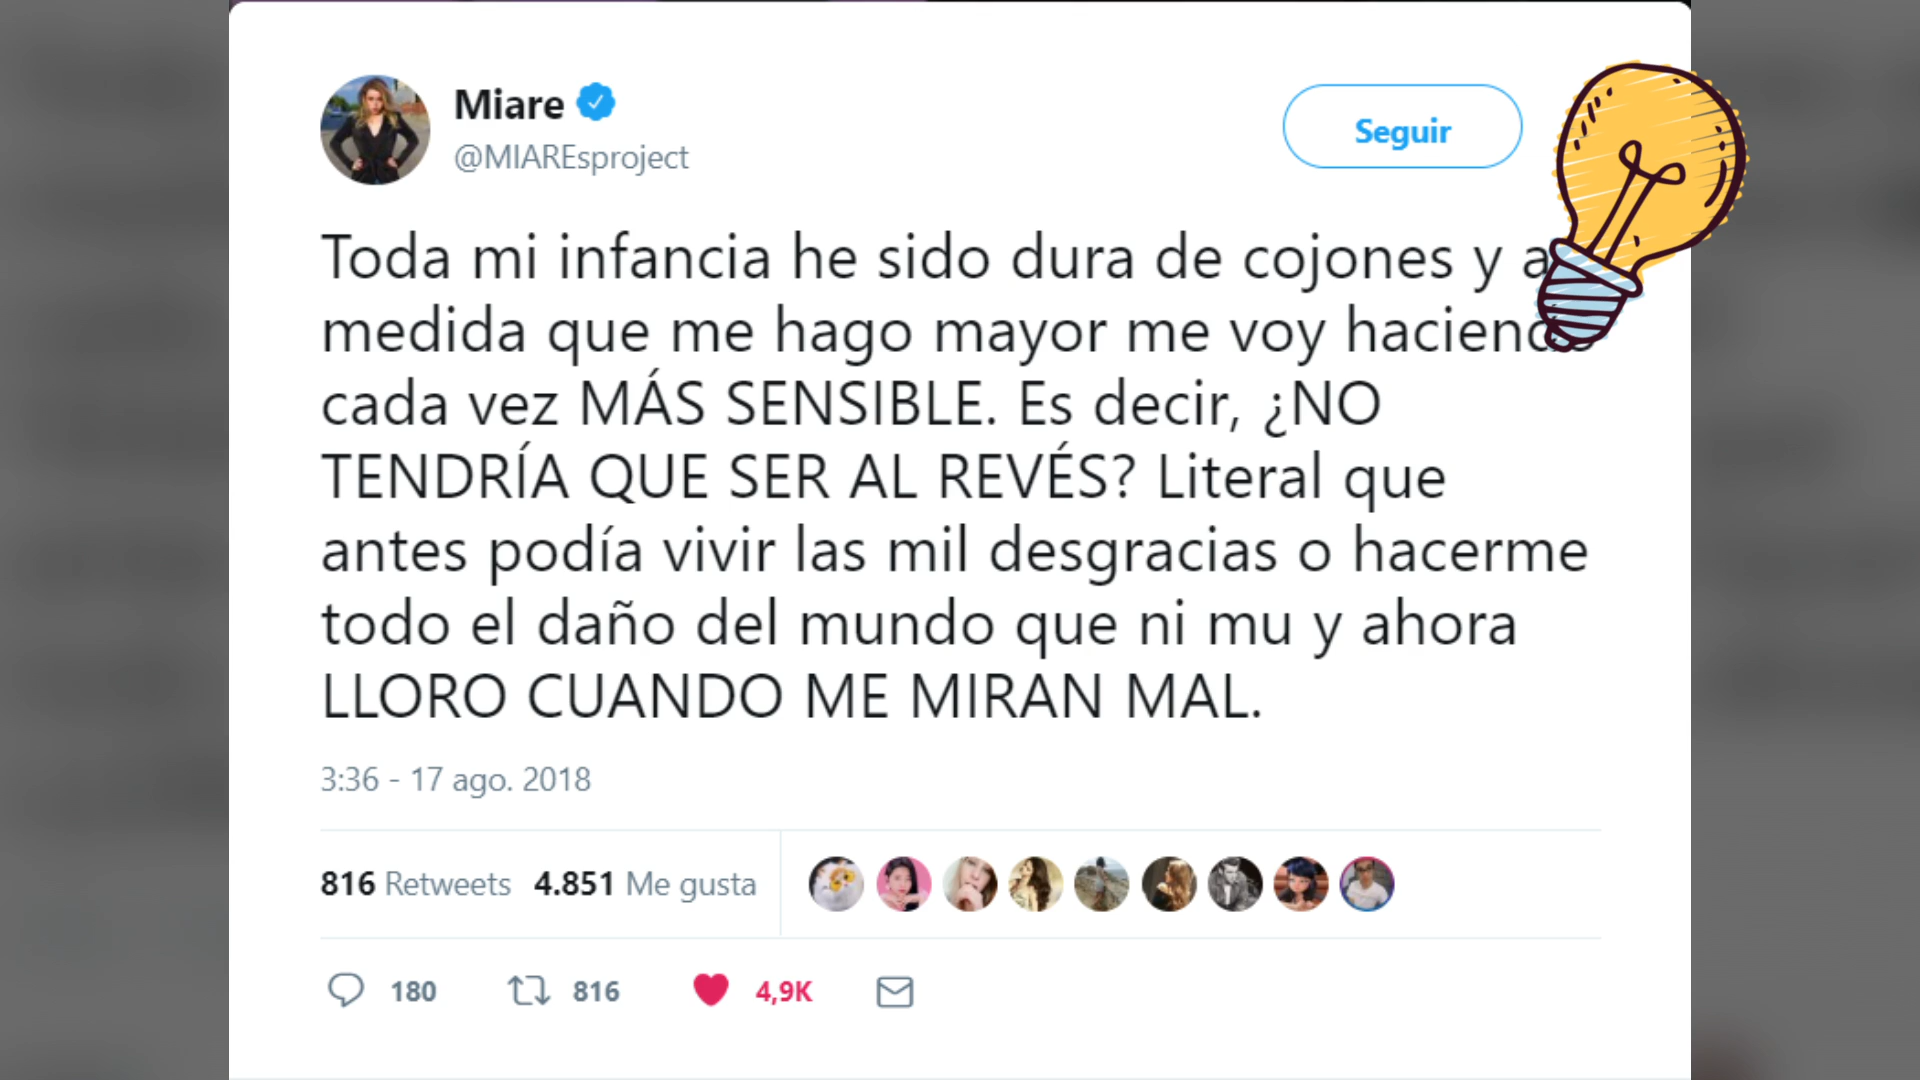 Miare
@MIAREsproject
Seguir
Toda mi infancia he sido dura de cojones y a
medida que me hago mayor me voy haciendo
cada vez MÁS SENSIBLE. Es decir, ¿NO
TENDRÍA QUE SER AL REVÉS? Literal que
antes podía vivir las mil desgracias o hacerme
todo el daño del mundo que ni mu y ahora
LLORO CUANDO ME MIRAN MAL.
3:36 - 17 ago. 2018
816 Retweets 4.851 Me gusta
180 816 4,9K